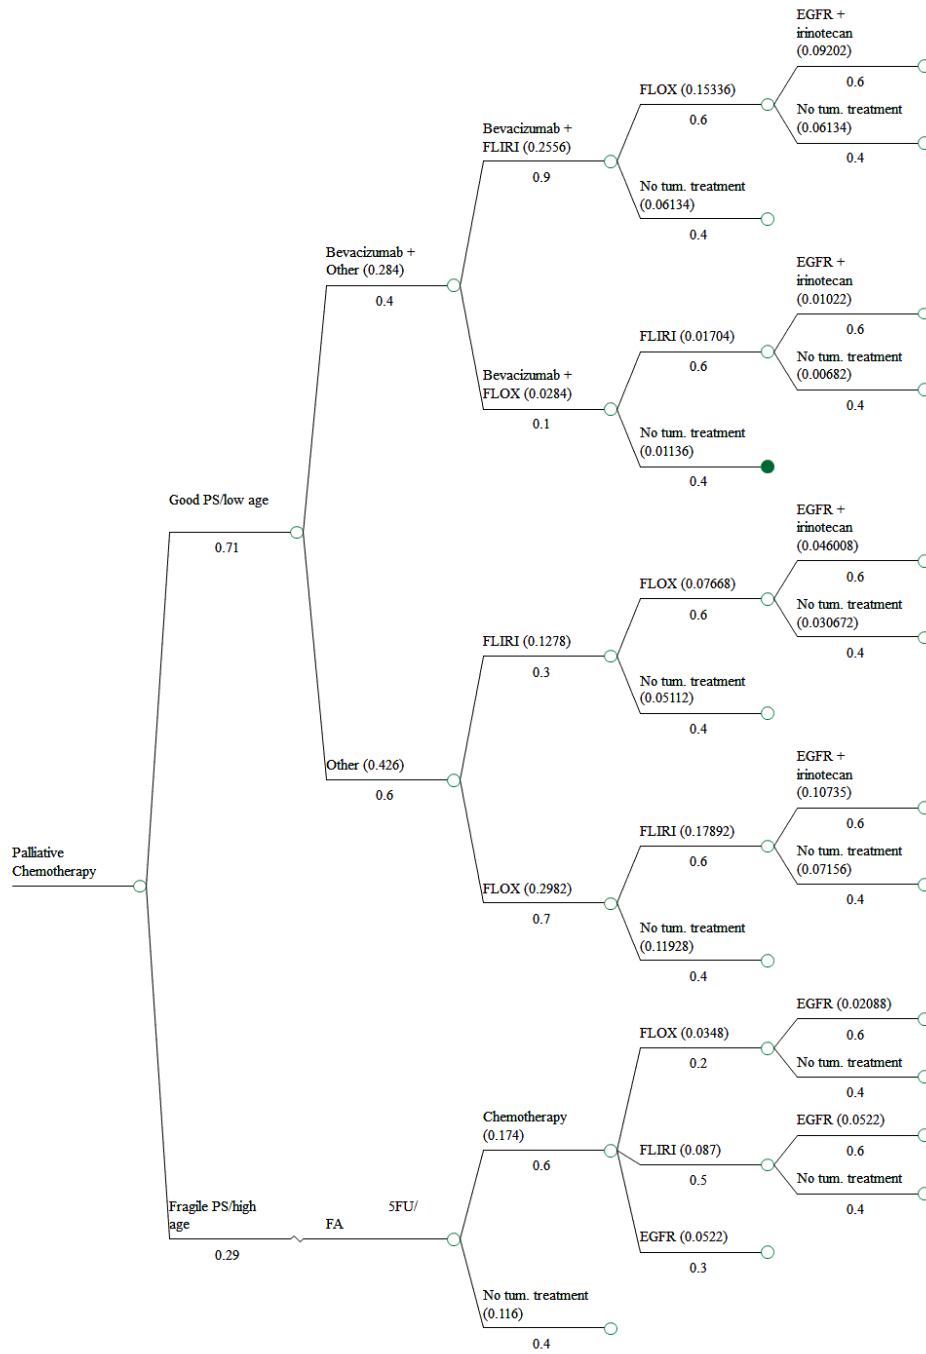 EGFR +
irinotecan
(0.09202)
0.6
FLOX (0.15336)
0.6
No tum. treatment
(0.06134)
0.4
Bevacizumab +
FLIRI (0.2556)
0.9
No tum. treatment
(0.06134)
0.4
Bevacizumab +
Other (0.284)
0.4
EGFR +
irinotecan
(0.01022)
0.6
FLIRI (0.01704)
0.6
No tum. treatment
(0.00682)
0.4
Bevacizumab +
FLOX (0.0284)
0.1
No tum. treatment
(0.01136)
0.4
Good PS/low age
0.71
EGFR +
irinotecan
(0.046008)
0.6
FLOX (0.07668)
0.6
No tum. treatment
(0.030672)
0.4
FLIRI (0.1278)
0.3
No tum. treatment
(0.05112)
0.4
Other (0.426)
0.6
EGFR +
irinotecan
(0.10735)
0.6
FLIRI (0.17892)
0.6
No tum. treatment
(0.07156)
0.4
FLOX (0.2982)
0.7
No tum. treatment
(0.11928)
0.4
Palliative
Chemotherapy
EGFR (0.02088)
0.6
FLOX (0.0348)
0.2
No tum. treatment
0.4
Chemotherapy
(0.174)
0.6
EGFR (0.0522)
0.6
FLIRI (0.087)
0.5
No tum. treatment
0.4
Fragile PS/high
age
0.29
5FU/
FA
EGFR (0.0522)
0.3
No tum. treatment
(0.116)
0.4